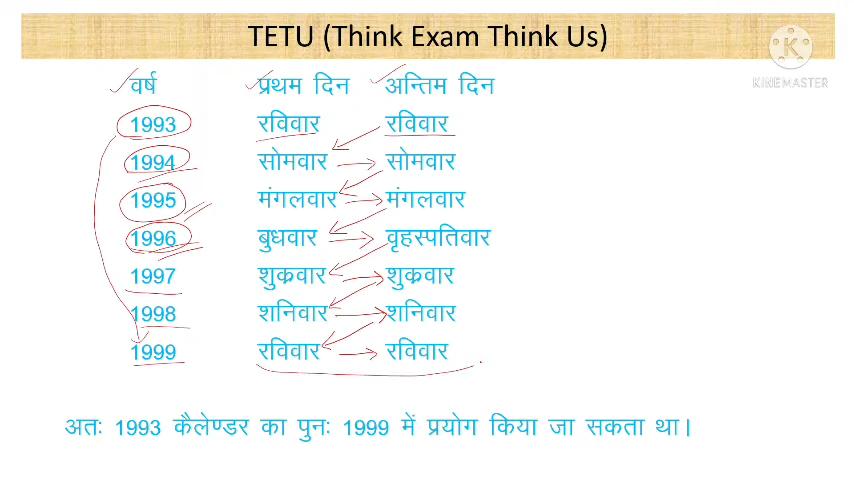 TETU (Think Exam Think Us)
K
KINEMASTER
वर्ष प्रथम दिन अन्तिम दिन
1993 रविवार रविवार
1994 सोमवार सोमवार
1995 मंगलवार मंगलवार
1996 बुधवार वृहस्पतिवार
1997 शुक्रवार शुक्रवार
1998 शनिवार शनिवार
1999 रविवार रविवार
अतः 1993 कैलेण्डर का पुनः 1999 में प्रयोग किया जा सकता था।